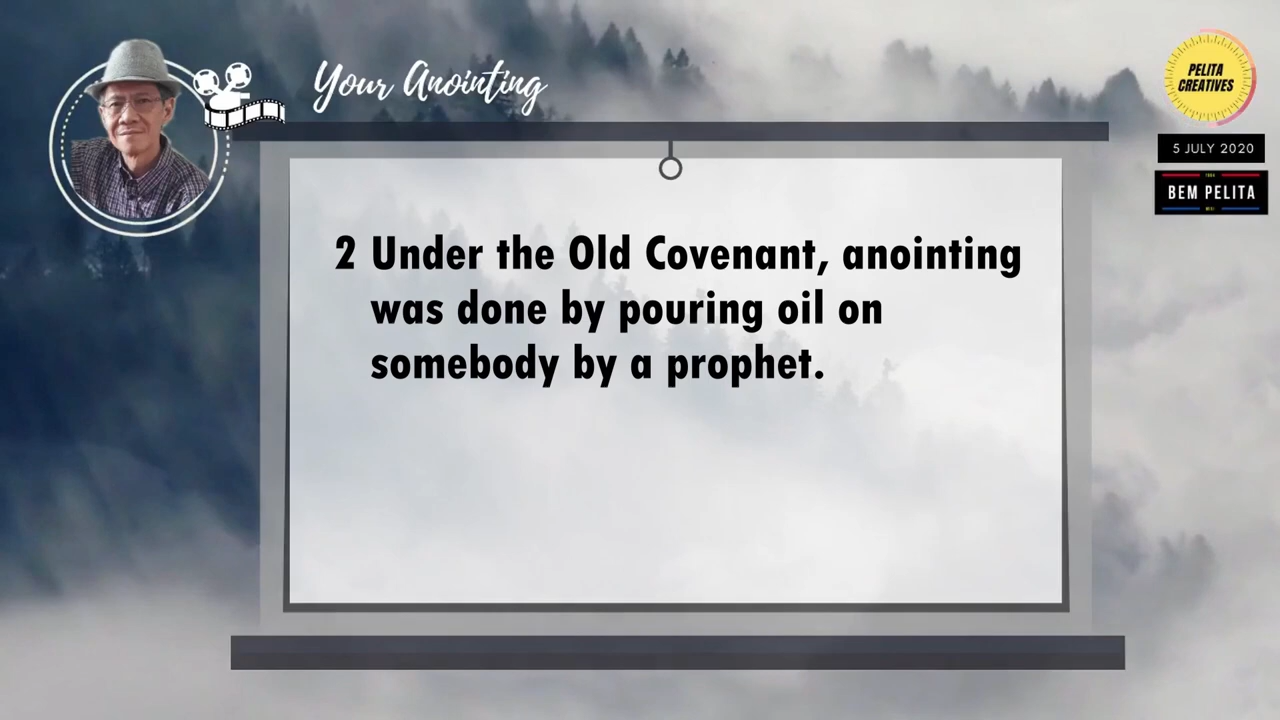 Your Anointing
PELITA
CREATIVES
5 JULY 2020
BEM PELITA
2 Under the Old Covenant, anointing
was done by pouring oil on
somebody by a prophet.